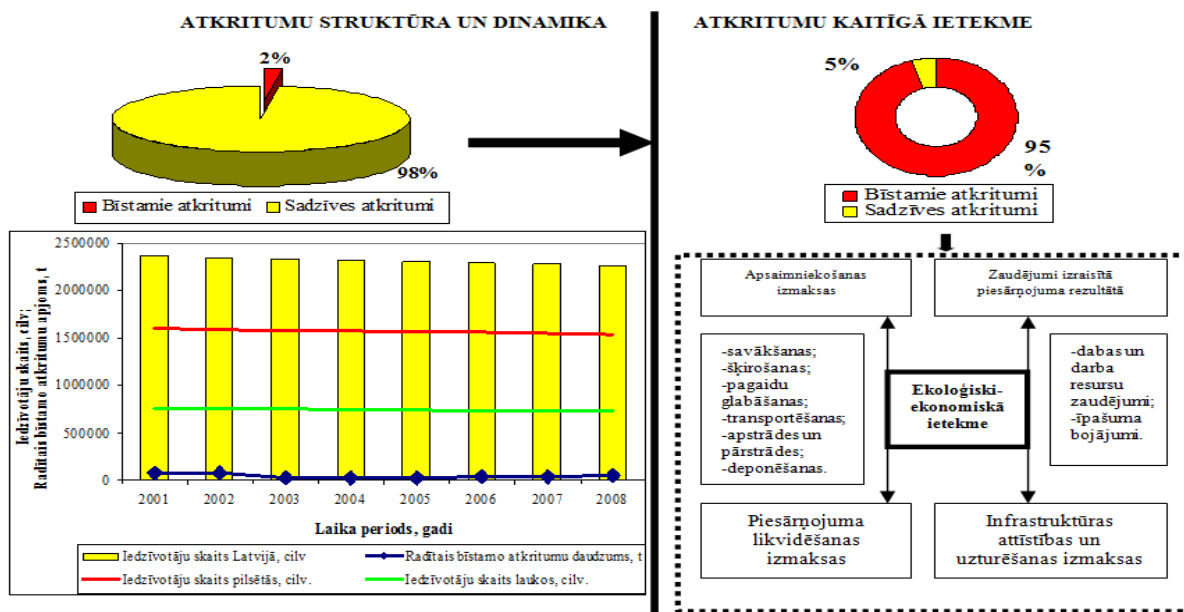 ATKRITUMU STRUKTŪRA UN DINAMIKA
2%
98%
Bīstamie atkritumi
Sadzīves atkritumi
Iedzīvotāju skaits, cilv;
Radītais bīstamo atkritumu apjoms, t
2500000
2000000
1500000
1000000
500000
0
2001 2002 2003 2004 2005 2006 2007 2008
Laika periods, gadi
Iedzīvotāju skaits Latvijā, cilv
Radītais bīstamo atkritumu daudzums, t
Iedzīvotāju skaits pilsētās, cilv.
Iedzīvotāju skaits laukos, cilv.
ATKRITUMU KAITĪGĀ IETEKME
5%
95
%
Bīstamie atkritumi
Sadzīves atkritumi
Apsaimniekošanas
izmaksas
Zaudējumi izraisītā
piesārņojuma rezultātā
-savākšanas;
-šķirošanas;
-pagaidu
glabāšanas;
-transportēšanas;
-apstrādes un
pārstrādes;
-deponēšanas.
Ekoloģiski-
ekonomiskā
ietekme
-dabas un
darba
resursu
zaudējumi;
-īpašuma
bojājumi.
Piesārņojuma
likvidēšanas
izmaksas
Infrastruktūras
attīstības un
uzturēšanas izmaksas